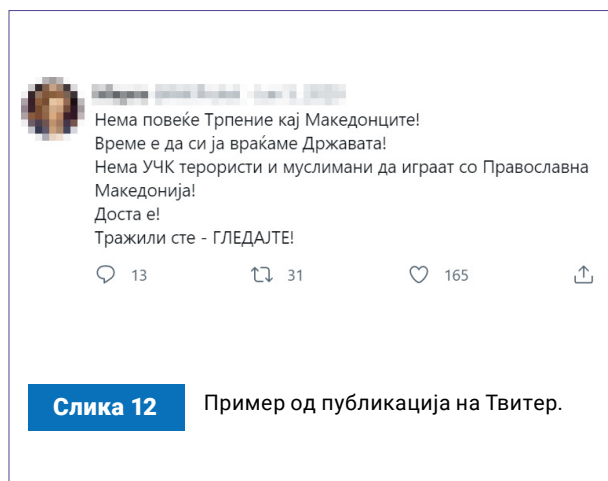 Нема повеќе Трпение кај Македонците!
Време е да си ја враќаме Државата!
Нема УЧК терористи и муслимани да играат со Православна
Македонија!
Доста е!
Тражили сте - ГЛЕДАЈТЕ!
13 31 165
Слика 12 Пример од публикација на Твитер.